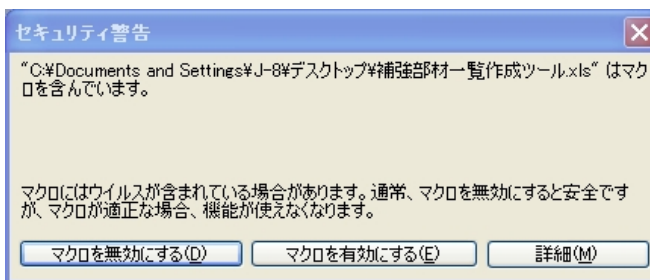 セキュリティ警告
"C:¥Documents and Settings¥J-8¥デスクトップ¥補強部材一覧作成ツール.xls" はマク
ロを含んでいます。
マクロにはウイルスが含まれている場合があります。通常、マクロを無効にすると安全です
が、マクロが適正な場合、機能が使えなくなります。
マクロを無効にする(D)
マクロを有効にする(E)
詳細(M)